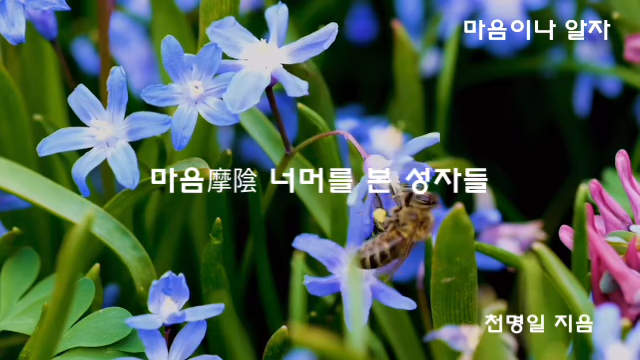 마음이나 알자
마음摩陰 너머를 본 성자들
천명일 지음